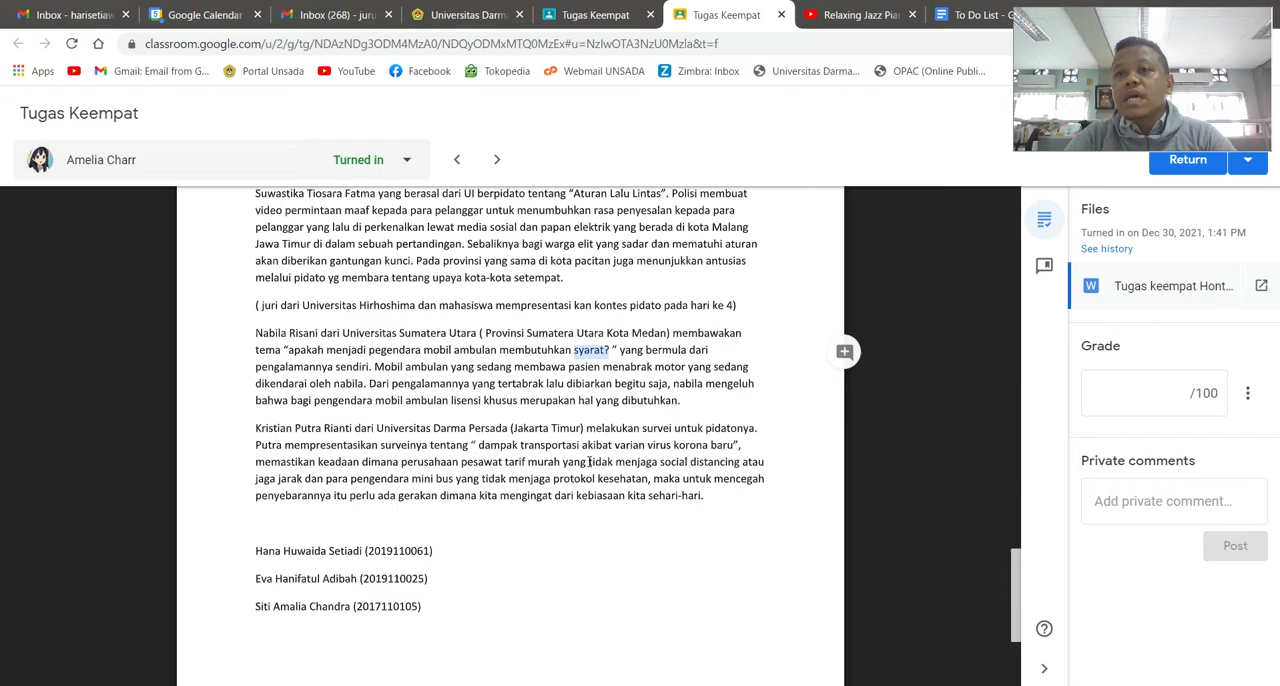 Inbox - harisetiaw
Google Calendar
Inbox (268) - juru
Universitas Darm
Tugas Keempat
Tugas Keempat
Relaxing Jazz Pian
To Do List - G
classroom.google.com/u/2/g/tg/NDAzNDg3ODM4MzA0/NDQyODMxMTQ0MzEx#u=NzIwOTA3NzU0Mzla&t=f
Apps
Gmail: Email from G...
Portal Unsada
YouTube
Facebook
Tokopedia
Webmail UNSADA
Zimbra: Inbox
Universitas Darma...
OPAC (Online Publi...
Tugas Keempat
Amelia Charr
Turned in
Return
Suwastika Tiosara Fatma yang berasal dari UI berpidato tentang “Aturan Lalu Lintas”. Polisi membuat
video permintaan maaf kepada para pelanggar untuk menumbuhkan rasa penyesalan kepada para
pelanggar yang lalu di perkenalkan lewat media sosial dan papan elektrik yang berada di kota Malang
Jawa Timur di dalam sebuah pertandingan. Sebaliknya bagi warga elit yang sadar dan mematuhi aturan
akan diberikan gantungan kunci. Pada provinsi yang sama di kota pacitan juga menunjukkan antusias
melalui pidato yg membara tentang upaya kota-kota setempat.
( juri dari Universitas Hirhoshima dan mahasiswa mempresentasi kan kontes pidato pada hari ke 4)
Nabila Risani dari Universitas Sumatera Utara ( Provinsi Sumatera Utara Kota Medan) membawakan
tema “apakah menjadi pegendara mobil ambulan membutuhkan syarat? ” yang bermula dari
pengalamannya sendiri. Mobil ambulan yang sedang membawa pasien menabrak motor yang sedang
dikendarai oleh nabila. Dari pengalamannya yang tertabrak lalu dibiarkan begitu saja, nabila mengeluh
bahwa bagi pengendara mobil ambulan lisensi khusus merupakan hal yang dibutuhkan.
Kristian Putra Rianti dari Universitas Darma Persada (Jakarta Timur) melakukan survei untuk pidatonya.
Putra mempresentasikan surveinya tentang “ dampak transportasi akibat varian virus korona baru”,
memastikan keadaan dimana perusahaan pesawat tarif murah yang tidak menjaga social distancing atau
jaga jarak dan para pengendara mini bus yang tidak menjaga protokol kesehatan, maka untuk mencegah
penyebarannya itu perlu ada gerakan dimana kita mengingat dari kebiasaan kita sehari-hari.
Hana Huwaida Setiadi (2019110061)
Eva Hanifatul Adibah (2019110025)
Siti Amalia Chandra (2017110105)
Files
Turned in on Dec 30, 2021, 1:41 PM
See history
W
Tugas keempat Hont...
Grade
/100
Private comments
Add private comment...
Post